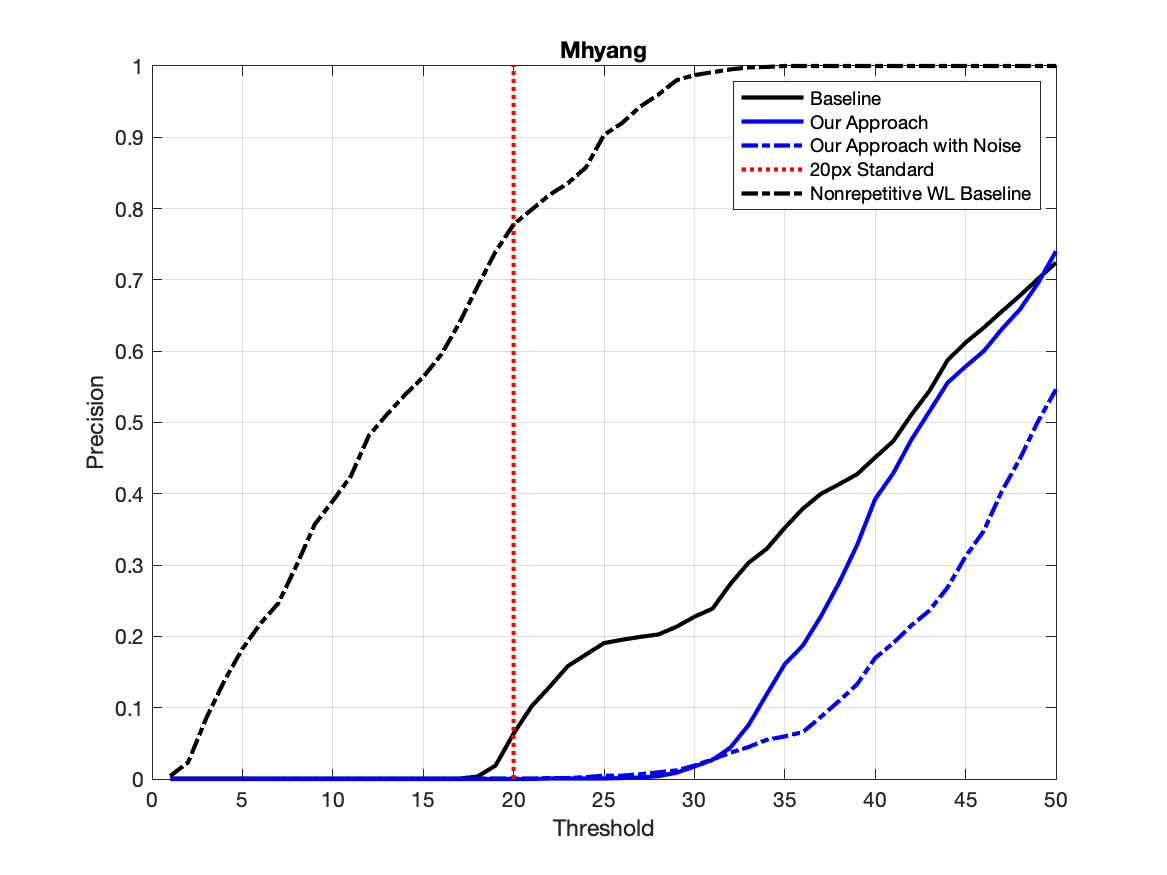 Mhyang
1
0.9
0.8
0.7
0.6
0.5
0.4
0.3
0.2
0.1
0
Precision
Baseline
Our Approach
Our Approach with Noise
20px Standard
Nonrepetitive WL Baseline
0 5 10 15 20 25 30 35 40 45 50
Threshold